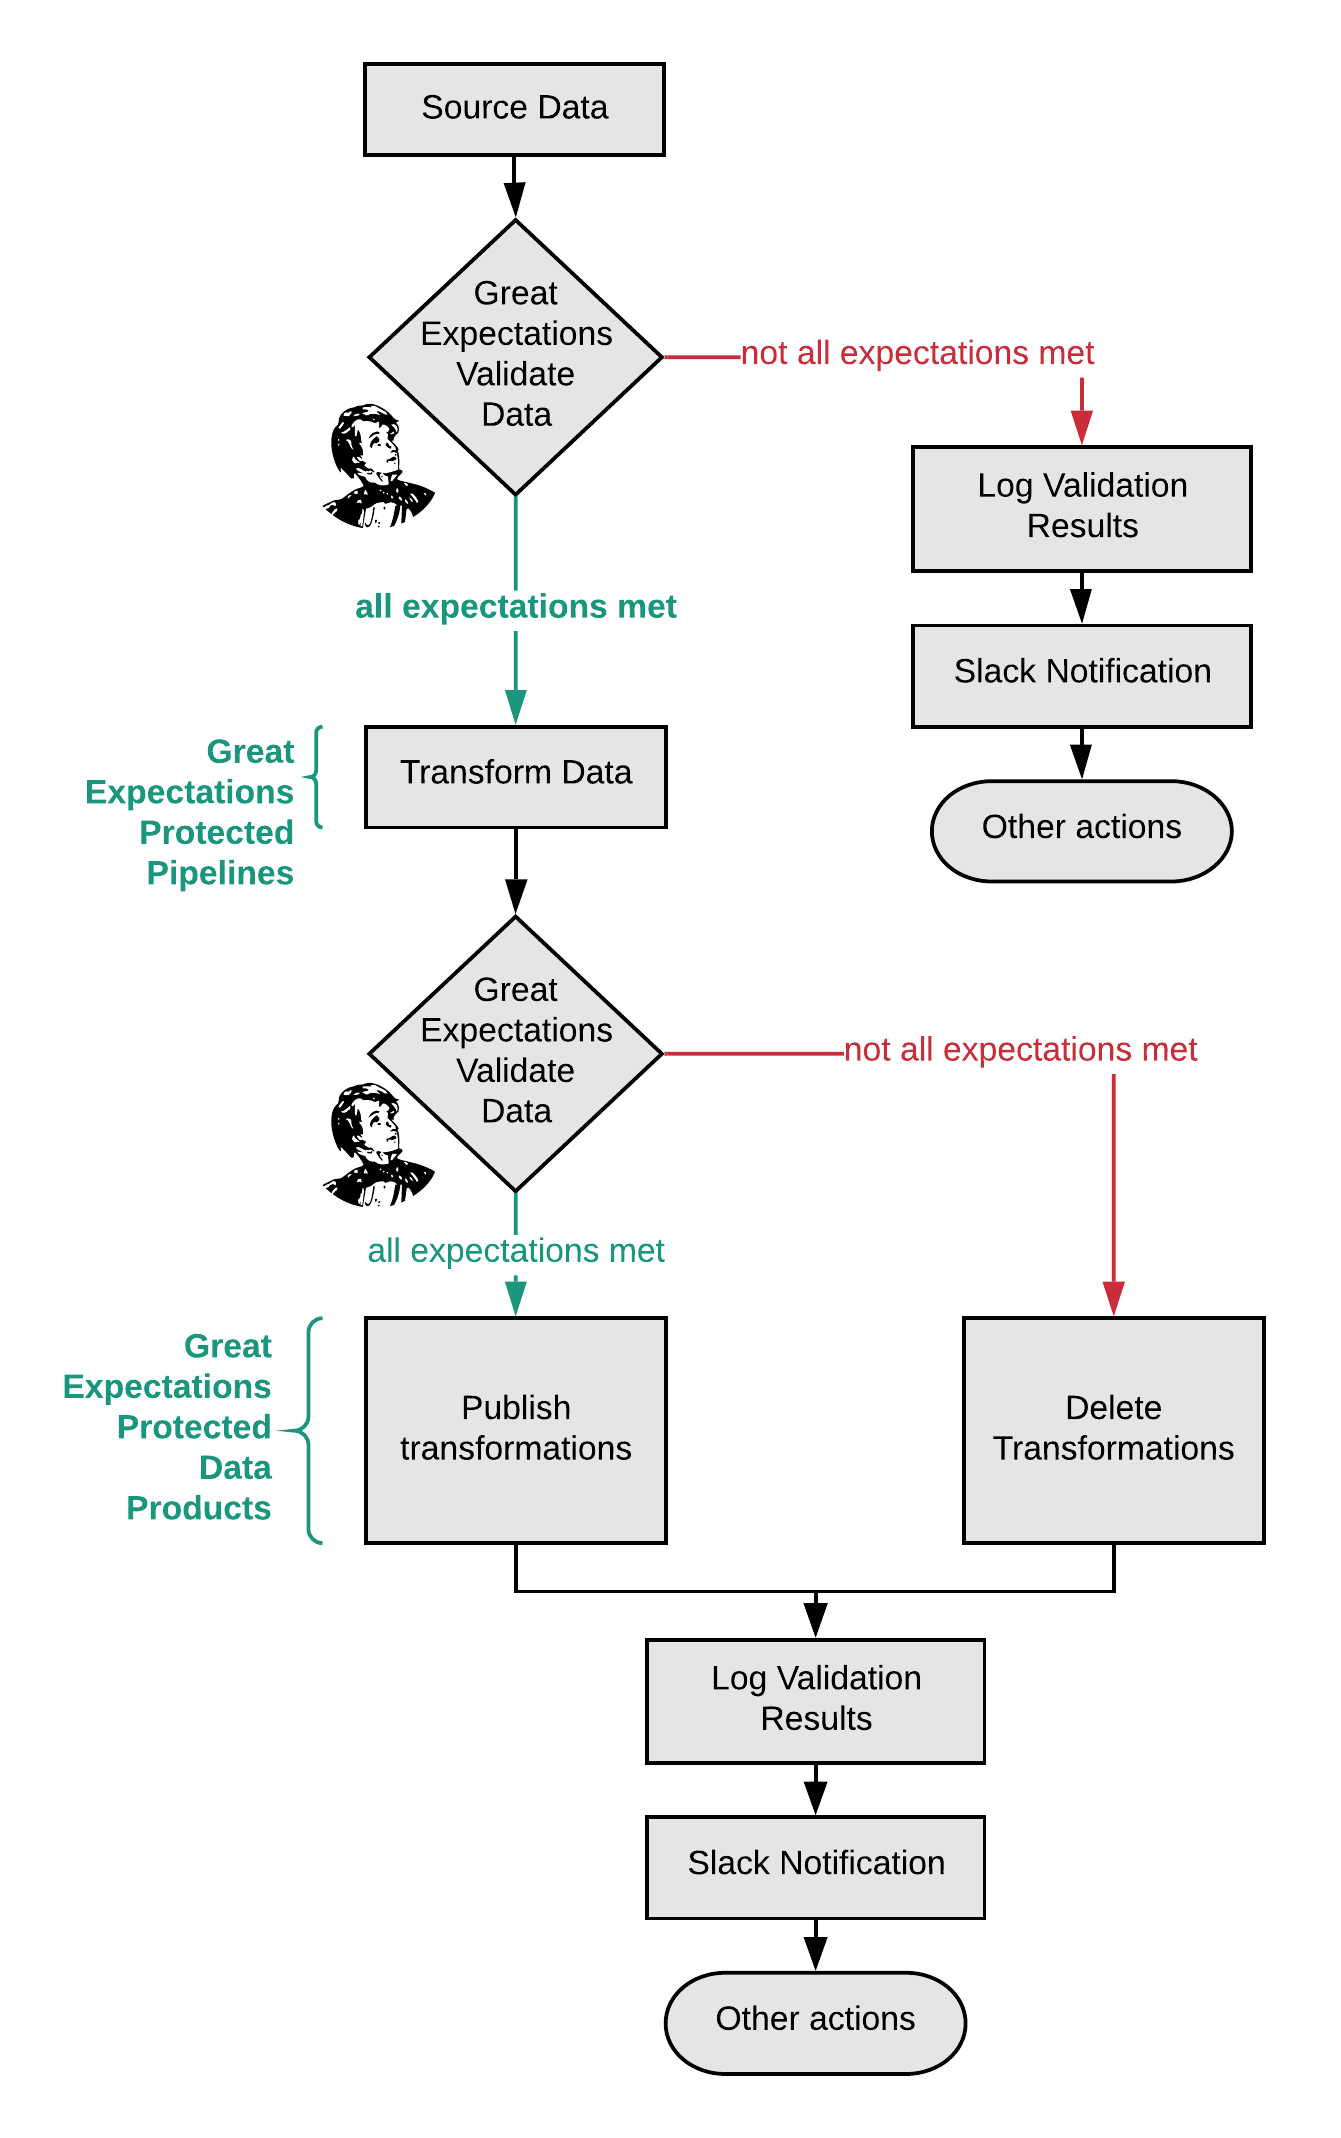 Source Data
Great
Expectations
Validate
Data
not all expectations met
Log Validation
Results
all expectations met
Slack Notification
Great
Expectations
Protected
Pipelines
Transform Data
Other actions
Great
Expectations
Validate
Data
not all expectations met
all expectations met
Great
Expectations
Protected
Data
Products
Publish
transformations
Delete
Transformations
Log Validation
Results
Slack Notification
Other actions